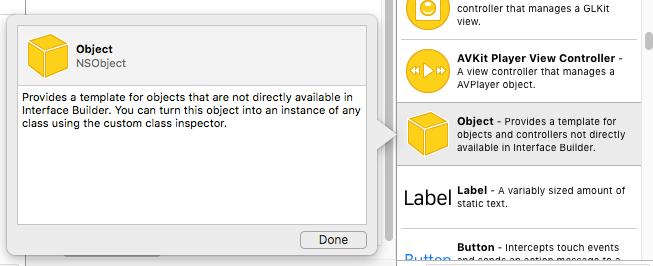 Object
NSObject
Provides a template for objects that are not directly available in
Interface Builder. You can turn this object into an instance of any
class using the custom class inspector.
Done
controller that manages a GLKit
view.
AVKit Player View Controller -
A view controller that manages a
AVPlayer object.
Object - Provides a template for
objects and controllers not directly
available in Interface Builder.
Label
Label - A variably sized amount of
static text.
Button
Button - Intercepts touch events
and sends an action message to a